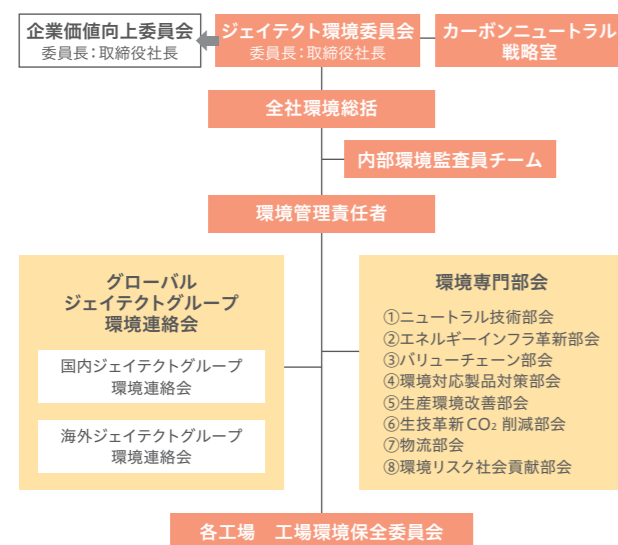 企業価値向上委員会
委員長：取締役社長
ジェイテクト環境委員会
委員長：取締役社長
カーボンニュートラル
戦略室
全社環境総括
内部環境監査員チーム
環境管理責任者
グローバル
ジェイテクトグループ
環境連絡会
国内ジェイテクトグループ
環境連絡会
海外ジェイテクトグループ
環境連絡会
環境専門部会
①ニュートラル技術部会
②エネルギーインフラ革新部会
③バリューチェーン部会
④環境対応製品対策部会
⑤生産環境改善部会
⑥生技革新CO₂削減部会
⑦物流部会
⑧環境リスク社会貢献部会
各工場　工場環境保全委員会